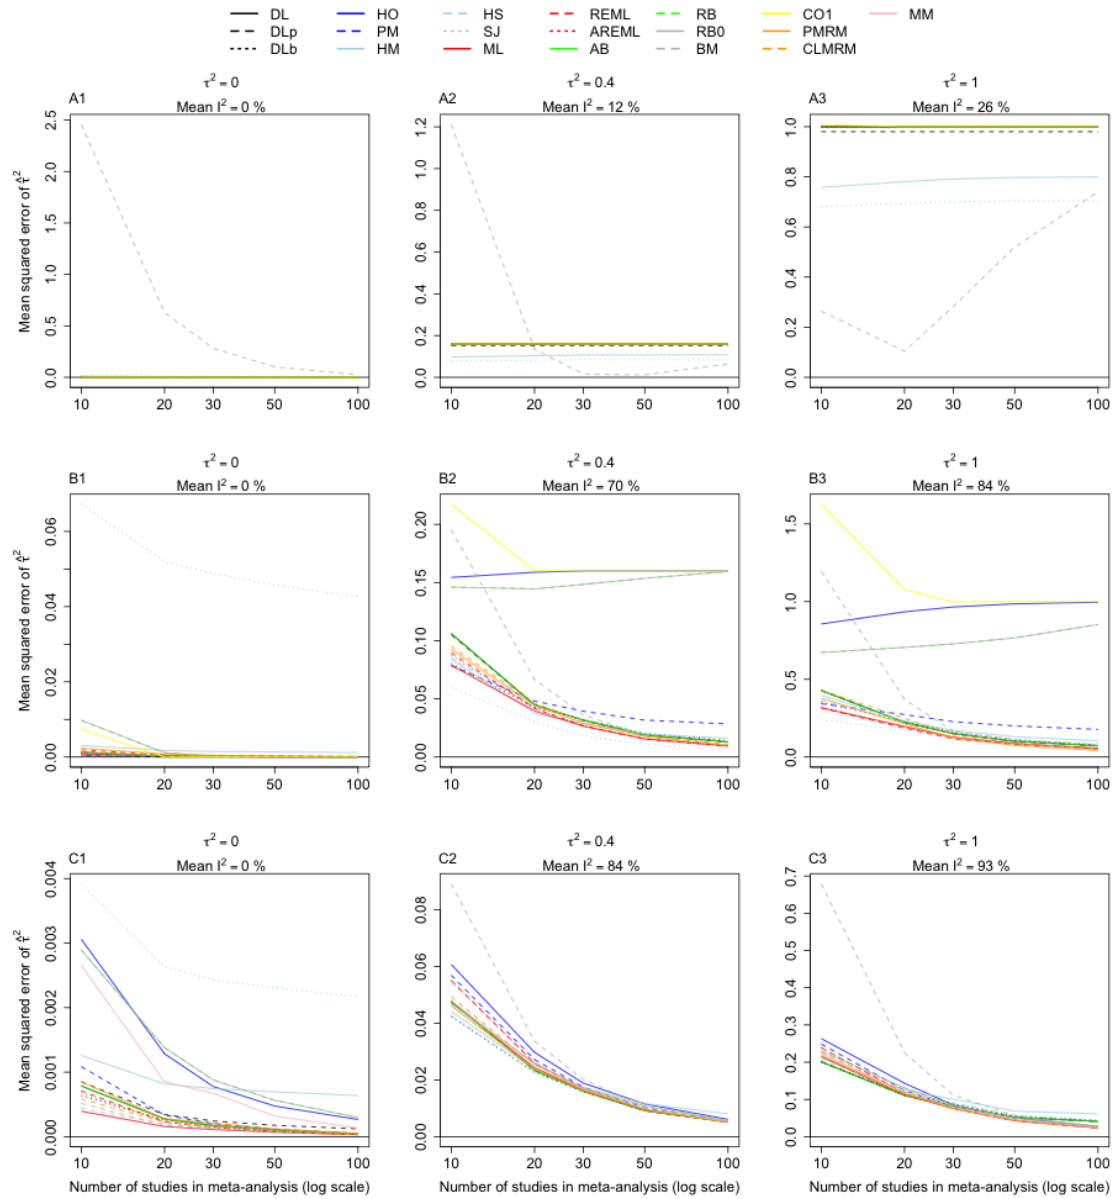 DL HO HS REML RB CO1 MM
DLp PM SJ AREML RB0 PMRM
DLb HM ML AB BM CLMRM
τ² = 0 τ² = 0.4 τ² = 1
A1 A2 A3
Mean I² = 0 % Mean I² = 12 % Mean I² = 26 %
Mean squared error of τ̂²
0.0 0.5 1.0 1.5 2.0 2.5
0.0 0.2 0.4 0.6 0.8 1.0 1.2
0.0 0.2 0.4 0.6 0.8 1.0
10 20 30 50 100 10 20 30 50 100 10 20 30 50 100
τ² = 0 τ² = 0.4 τ² = 1
B1 B2 B3
Mean I² = 0 % Mean I² = 70 % Mean I² = 84 %
Mean squared error of τ̂²
0.00 0.02 0.04 0.06
0.00 0.05 0.10 0.15 0.20
0.0 0.5 1.0 1.5
10 20 30 50 100 10 20 30 50 100 10 20 30 50 100
τ² = 0 τ² = 0.4 τ² = 1
C1 C2 C3
Mean I² = 0 % Mean I² = 84 % Mean I² = 93 %
Mean squared error of τ̂²
0.000 0.001 0.002 0.003 0.004
0.00 0.02 0.04 0.06 0.08
0.0 0.1 0.2 0.3 0.4 0.5 0.6 0.7
10 20 30 50 100 10 20 30 50 100 10 20 30 50 100
Number of studies in meta-analysis (log scale) Number of studies in meta-analysis (log scale) Number of studies in meta-analysis (log scale)